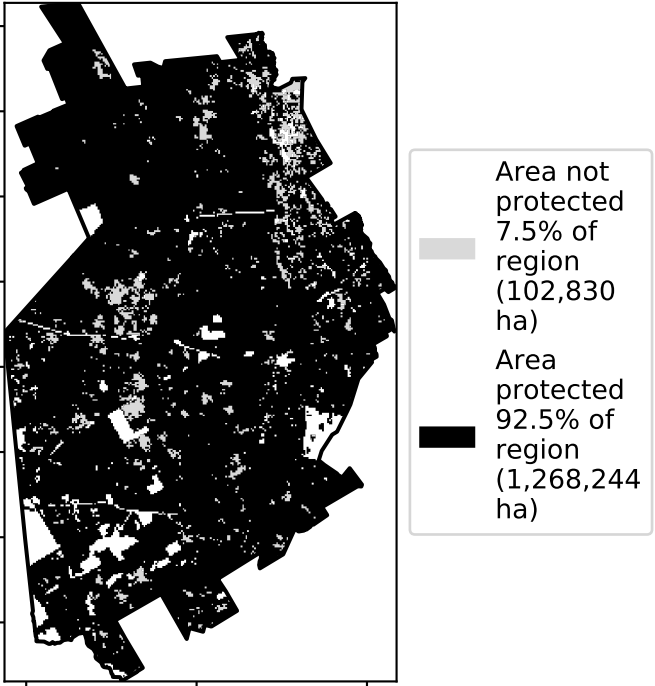 Area not
protected
7.5% of
region
(102,830
ha)
Area
protected
92.5% of
region
(1,268,244
ha)